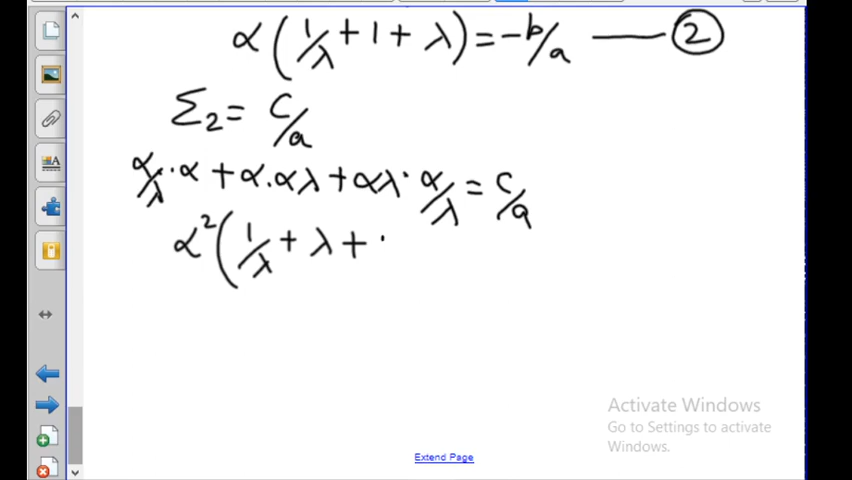 α(1/λ + 1 + λ) = -b/a —— ②
Σ₂ = c/a
α/λ · α + α · αλ + αλ · α/λ = c/a
α²(1/λ + λ +
Activate Windows
Go to Settings to activate
Windows.
Extend Page